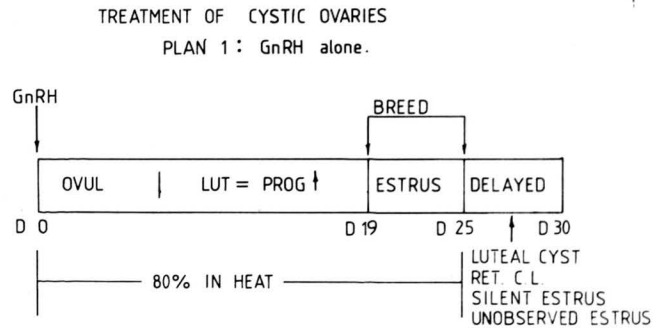 TREATMENT OF CYSTIC OVARIES
PLAN 1: GnRH alone.
GnRH
BREED
OVUL LUT = PROG ↑ ESTRUS DELAYED
D 0 D 19 D 25 D 30
80% IN HEAT
LUTEAL CYST
RET. C.L.
SILENT ESTRUS
UNOBSERVED ESTRUS